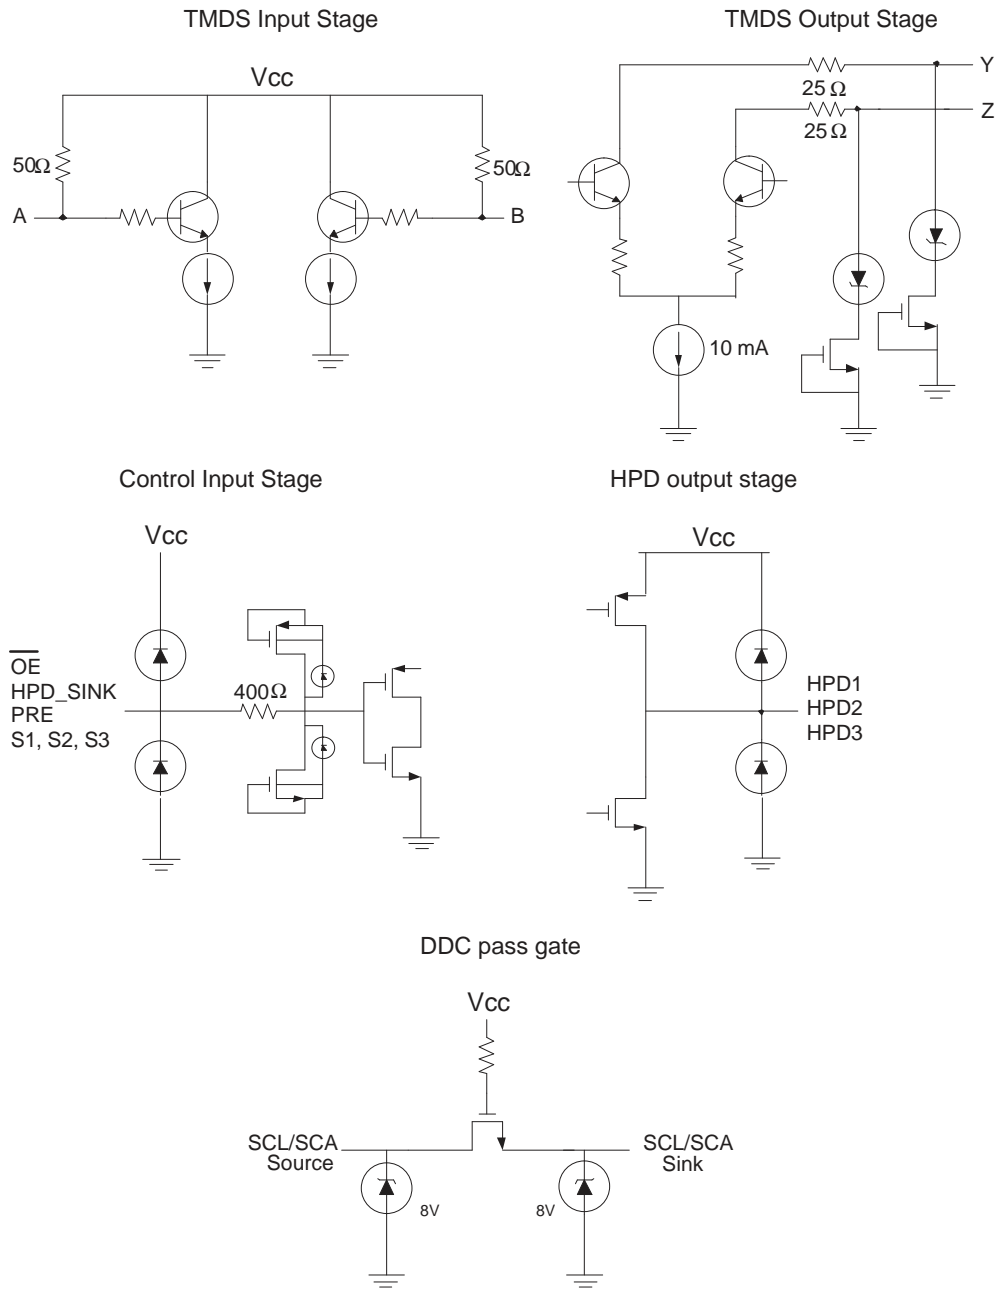 TMDS Input Stage
TMDS Output Stage
Vcc
50Ω
50Ω
A
B
25 Ω
25 Ω
Y
Z
10 mA
Control Input Stage
HPD output stage
Vcc
OE
HPD_SINK
PRE
S1, S2, S3
400Ω
Vcc
HPD1
HPD2
HPD3
DDC pass gate
Vcc
SCL/SCA
Source
8V
8V
SCL/SCA
Sink